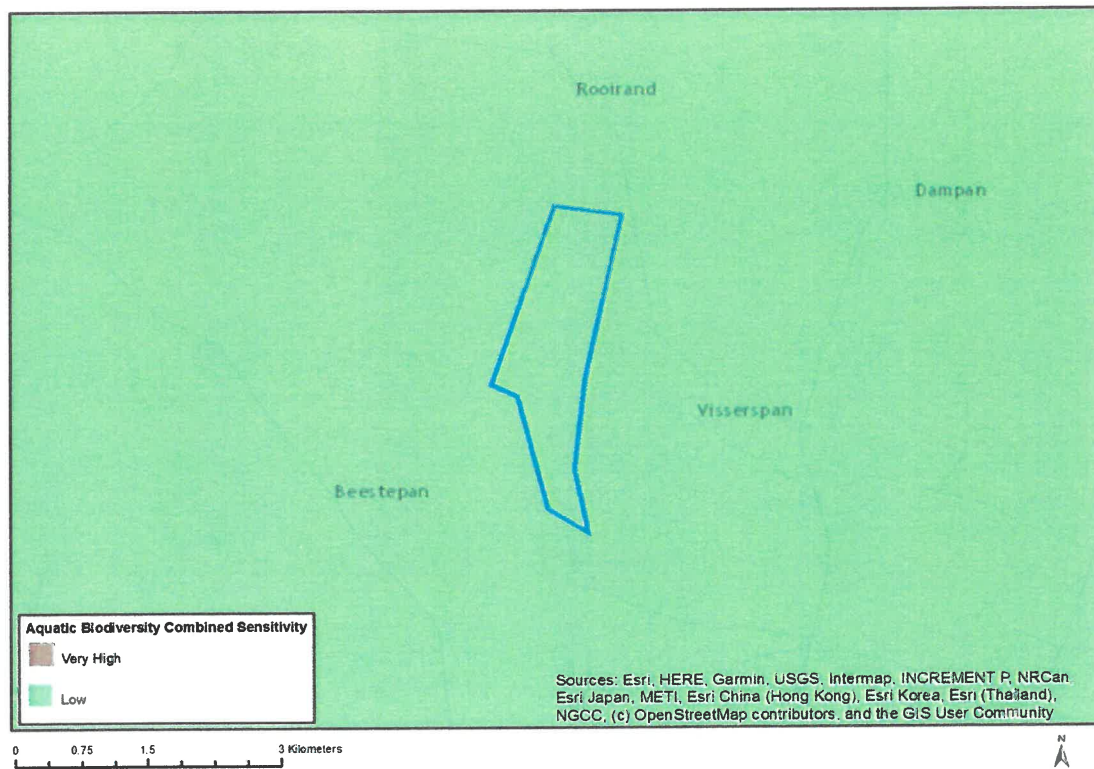 Rooirand
Dampan
Visserspan
Beestepan
Aquatic Biodiversity Combined Sensitivity
Very High
Low
Sources: Esri, HERE, Garmin, USGS, Intermap, INCREMENT P, NRCan
Esri Japan, METI, Esri China (Hong Kong), Esri Korea, Esri (Thailand),
NGCC, (c) OpenStreetMap contributors, and the GIS User Community
0 0.75 1.5 3 Kilometers
N